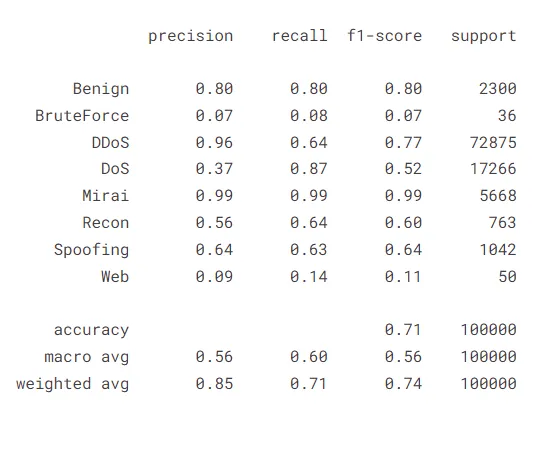 precision recall f1-score support
Benign 0.80 0.80 0.80 2300
BruteForce 0.07 0.08 0.07 36
DDoS 0.96 0.64 0.77 72875
DoS 0.37 0.87 0.52 17266
Mirai 0.99 0.99 0.99 5668
Recon 0.56 0.64 0.60 763
Spoofing 0.64 0.63 0.64 1042
Web 0.09 0.14 0.11 50
accuracy 0.71 100000
macro avg 0.56 0.60 0.56 100000
weighted avg 0.85 0.71 0.74 100000